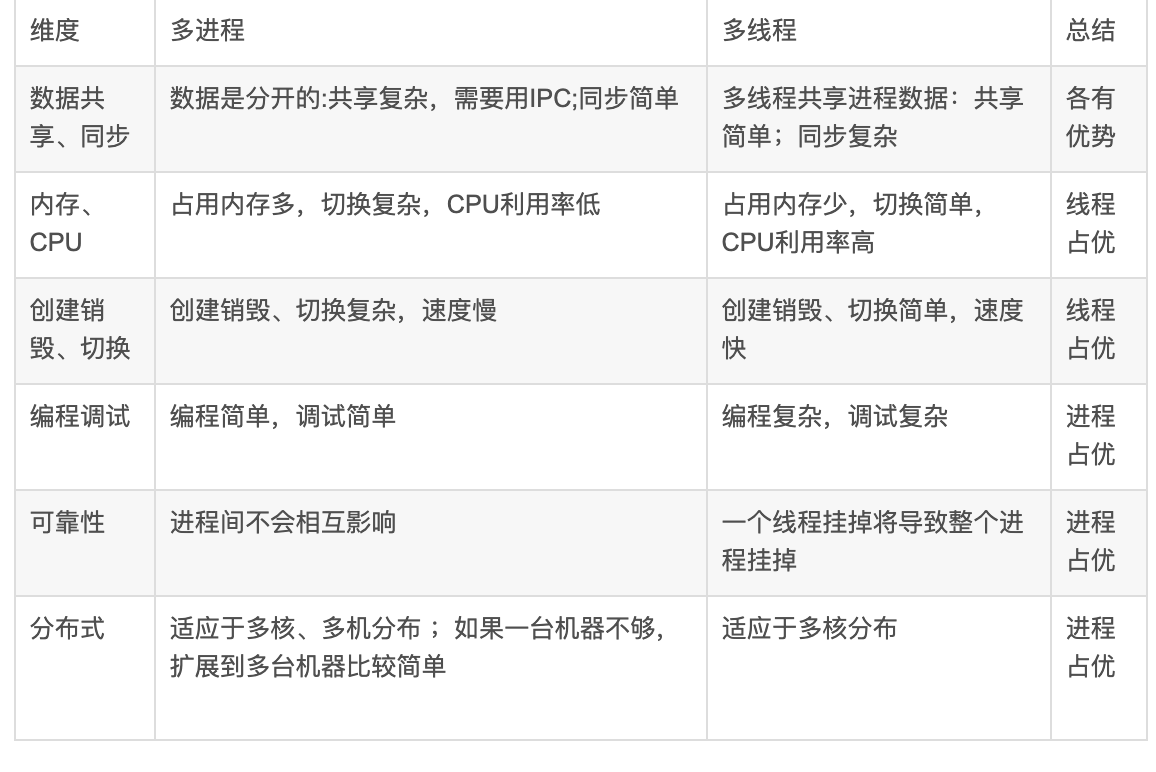 维度
多进程
多线程
总结
数据共
享、同步
数据是分开的:共享复杂，需要用IPC;同步简单
多线程共享进程数据：共享
简单；同步复杂
各有
优势
内存、
CPU
占用内存多，切换复杂，CPU利用率低
占用内存少，切换简单，
CPU利用率高
线程
占优
创建销
毁、切换
创建销毁、切换复杂，速度慢
创建销毁、切换简单，速度
快
线程
占优
编程调试
编程简单，调试简单
编程复杂，调试复杂
进程
占优
可靠性
进程间不会相互影响
一个线程挂掉将导致整个进
程挂掉
进程
占优
分布式
适应于多核、多机分布 ；如果一台机器不够，
扩展到多台机器比较简单
适应于多核分布
进程
占优